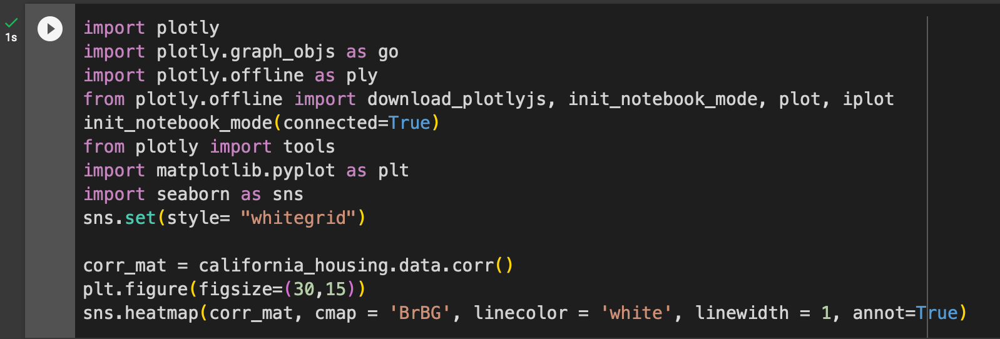 1s
import plotly
import plotly.graph_objs as go
import plotly.offline as ply
from plotly.offline import download_plotlyjs, init_notebook_mode, plot, iplot
init_notebook_mode(connected=True)
from plotly import tools
import matplotlib.pyplot as plt
import seaborn as sns
sns.set(style= "whitegrid")

corr_mat = california_housing.data.corr()
plt.figure(figsize=(30,15))
sns.heatmap(corr_mat, cmap = 'BrBG', linecolor = 'white', linewidth = 1, annot=True)